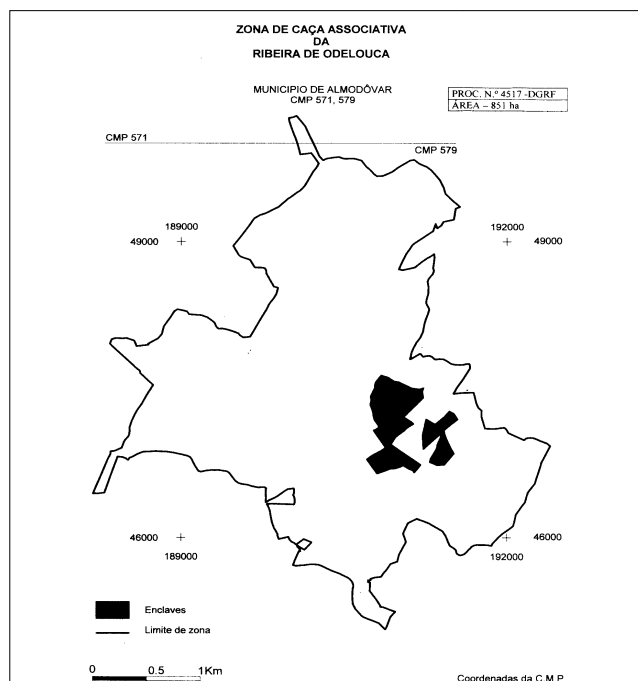 ZONA DE CAÇA ASSOCIATIVA
DA
RIBEIRA DE ODELOUCA
MUNICIPIO DE ALMODÔVAR
CMP 571, 579
PROC. N.º 4517 -DGRF
ÁREA – 851 ha
CMP 571
CMP 579
189000
49000
192000
49000
46000
189000
192000
46000
Enclaves
Limite de zona
0 0.5 1Km
Coordenadas da C.M.P.